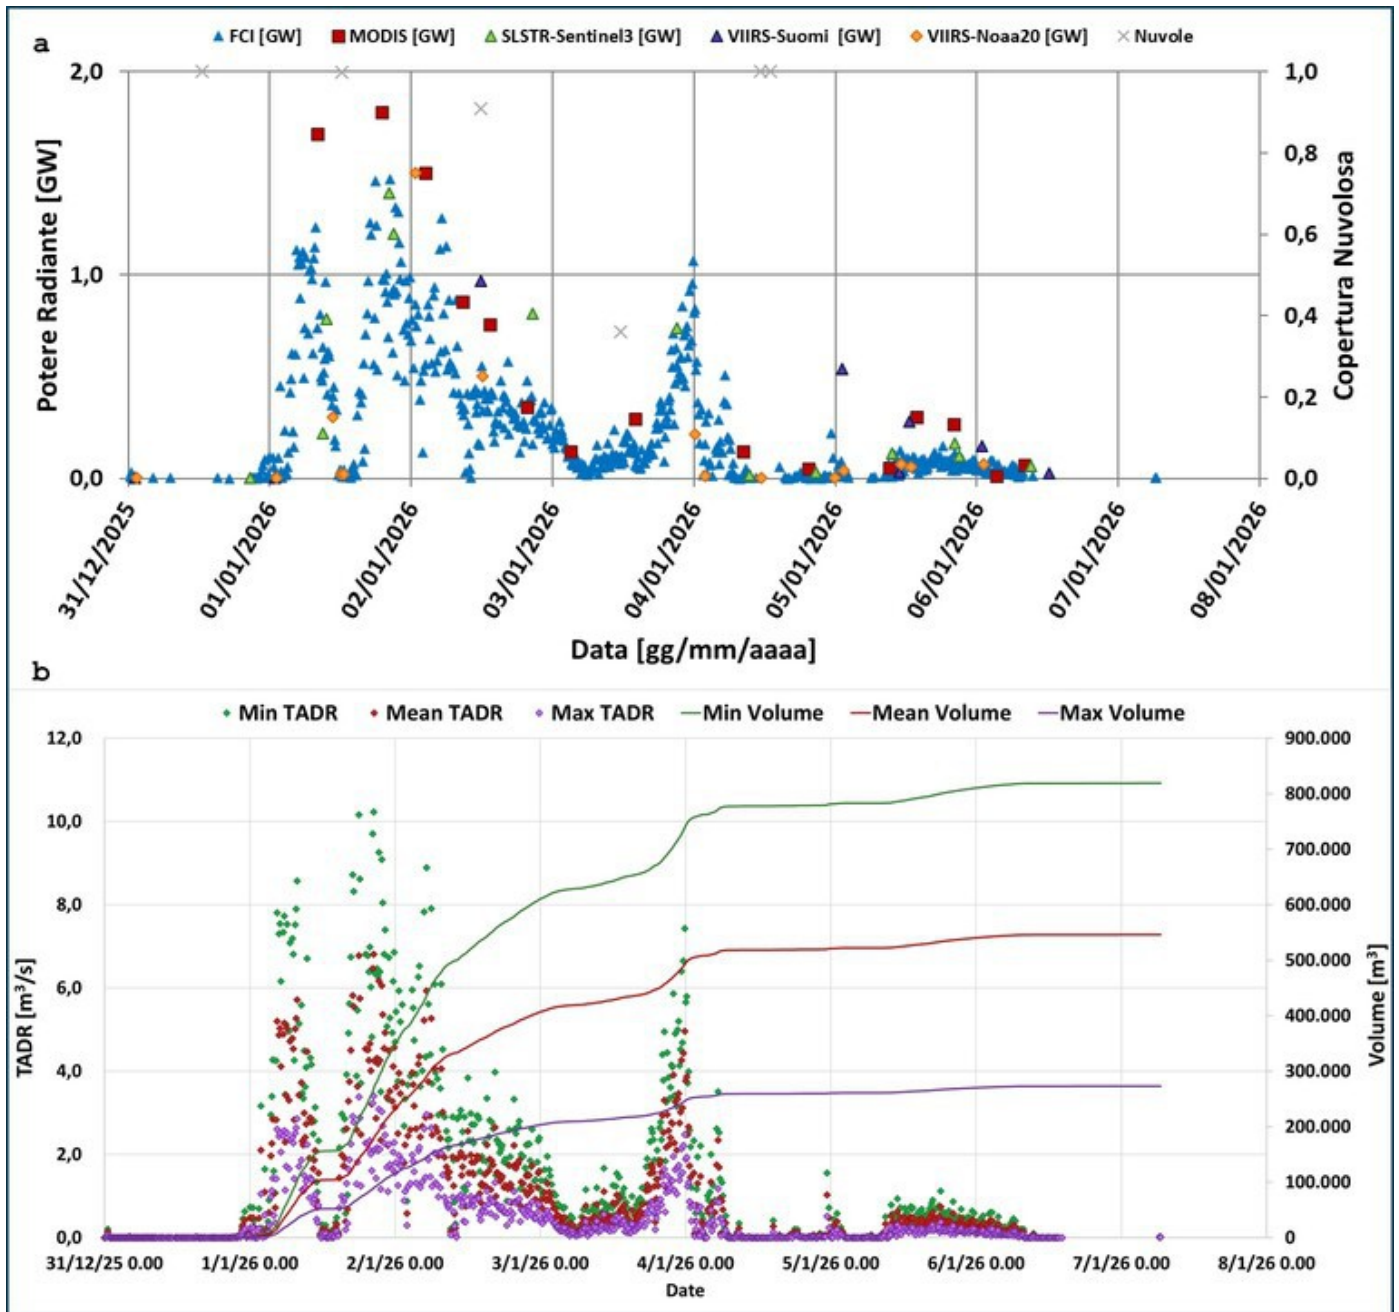 a
FCI [GW] MODIS [GW] SLSTR-Sentinel3 [GW] VIIRS-Suomi [GW] VIIRS-Noaa20 [GW] Nuvole
2,0 1,0
0,8
0,6
1,0
0,4
0,2
0,0 0,0
Potere Radiante [GW]
Copertura Nuvolosa
31/12/2025 01/01/2026 02/01/2026 03/01/2026 04/01/2026 05/01/2026 06/01/2026 07/01/2026 08/01/2026
Data [gg/mm/aaaa]
b
Min TADR Mean TADR Max TADR Min Volume Mean Volume Max Volume
12,0 900.000
800.000
10,0
700.000
8,0 600.000
500.000
6,0
400.000
4,0 300.000
200.000
2,0
100.000
0,0 0
TADR [m³/s]
Volume [m³]
31/12/25 0.00 1/1/26 0.00 2/1/26 0.00 3/1/26 0.00 4/1/26 0.00 5/1/26 0.00 6/1/26 0.00 7/1/26 0.00 8/1/26 0.00
Date